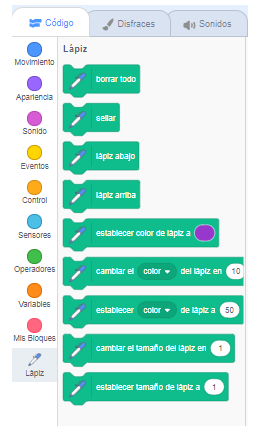 Código
Disfraces
Sonidos
Movimiento
Apariencia
Sonido
Eventos
Control
Sensores
Operadores
Variables
Mis Bloques
Lápiz
Lápiz
borrar todo
sellar
lápiz abajo
lápiz arriba
establecer color de lápiz a
cambiar el color del lápiz en 10
establecer color de lápiz a 50
cambiar el tamaño del lápiz en 1
establecer tamaño de lápiz a 1